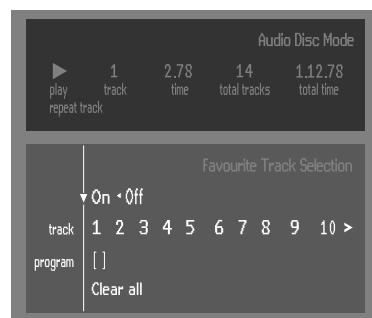 Audio Disc Mode
1 2.78 14 1.12.78
play track time total tracks total time
repeat track
Favourite Track Selection
On Off
track 1 2 3 4 5 6 7 8 9 10 >
program [ ]
Clear all